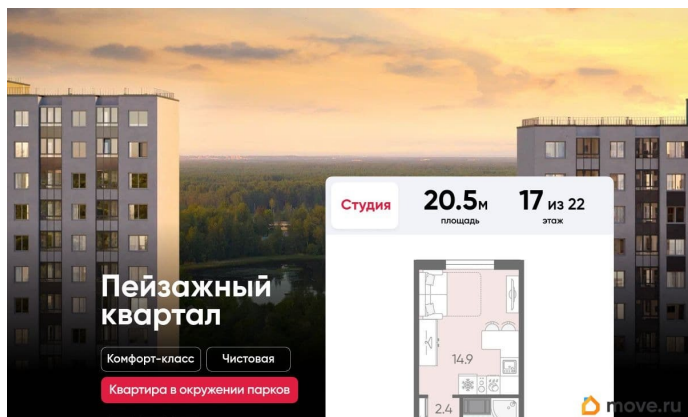 Студия
20.5м
площадь
17 из 22
этаж
Пейзажный
квартал
Комфорт-класс
Чистовая
Квартира в окружении парков
14.9
2.4
move.ru